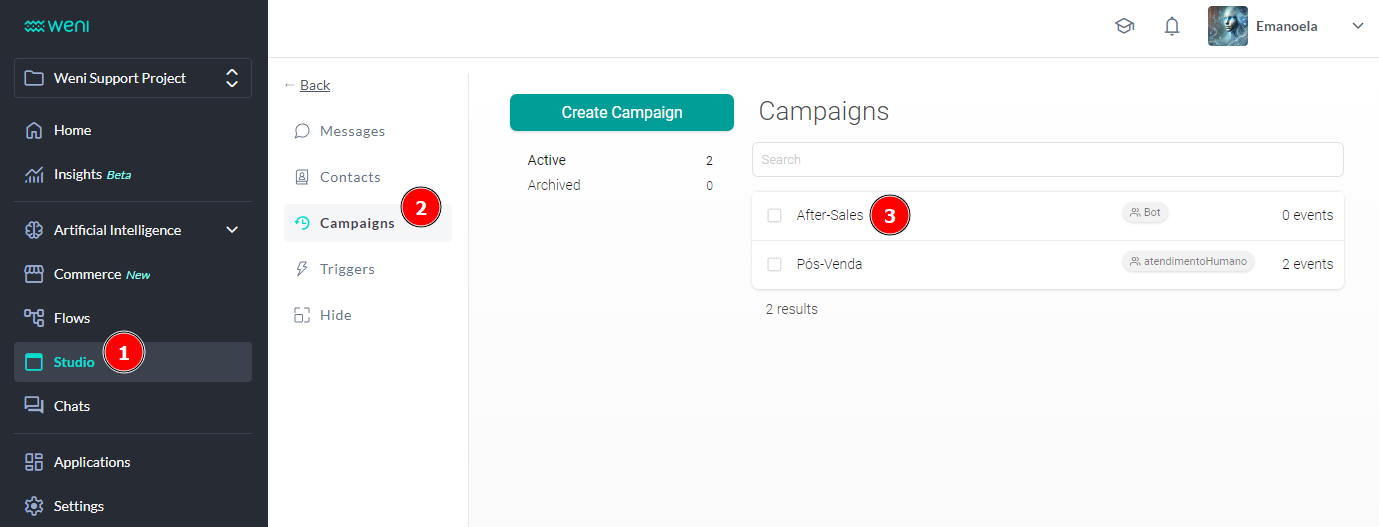 weni
Weni Support Project
Home
Insights Beta
Artificial Intelligence
Commerce New
Flows
Studio 1
Chats
Applications
Settings
Emanoela
← Back
Messages
Contacts
Campaigns 2
Triggers
Hide
Create Campaign
Active 2
Archived 0
Campaigns
Search
After-Sales 3 Bot 0 events
Pós-Venda atendimentoHumano 2 events
2 results